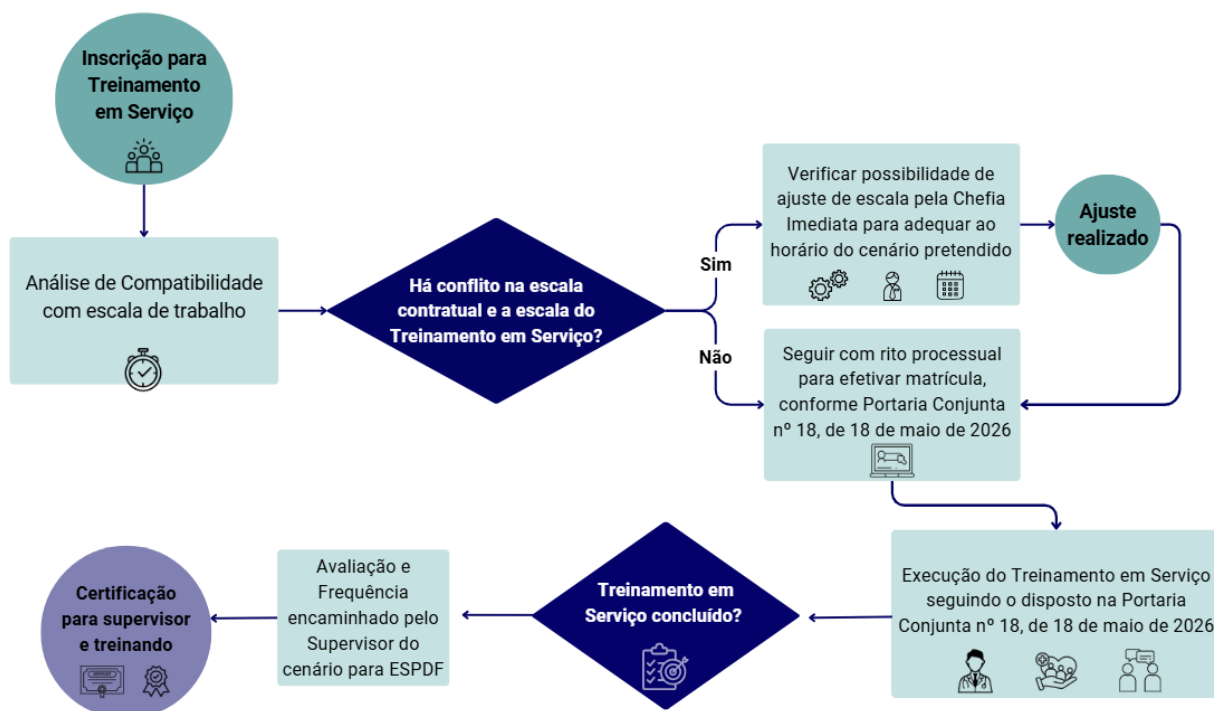 Inscrição para
Treinamento
em Serviço
Análise de Compatibilidade
com escala de trabalho
Há conflito na escala
contratual e a escala do
Treinamento em Serviço?
Sim
Verificar possibilidade de
ajuste de escala pela Chefia
Imediata para adequar ao
horário do cenário pretendido
Ajuste
realizado
Não
Seguir com rito processual
para efetivar matrícula,
conforme Portaria Conjunta
nº 18, de 18 de maio de 2026
Execução do Treinamento em Serviço
seguindo o disposto na Portaria
Conjunta nº 18, de 18 de maio de 2026
Treinamento em
Serviço concluído?
Avaliação e
Frequência
encaminhado pelo
Supervisor do
cenário para ESPDF
Certificação
para supervisor
e treinando